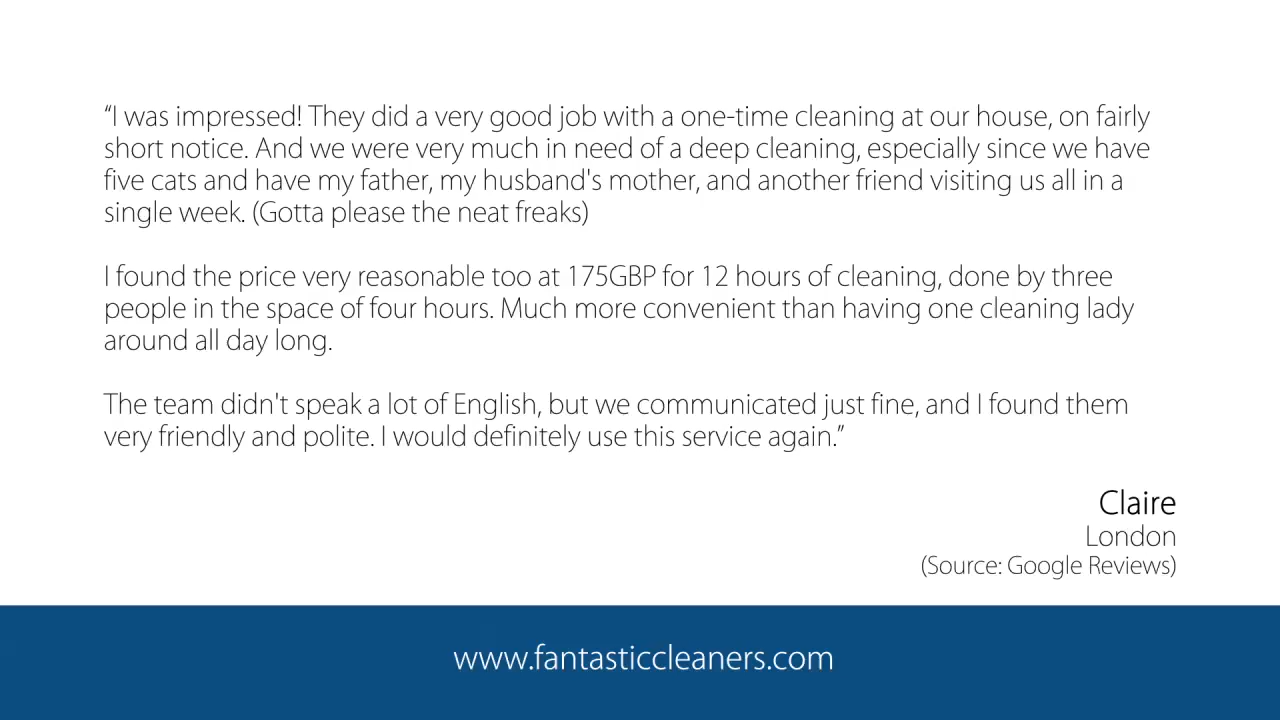 “I was impressed! They did a very good job with a one-time cleaning at our house, on fairly
short notice. And we were very much in need of a deep cleaning, especially since we have
five cats and have my father, my husband's mother, and another friend visiting us all in a
single week. (Gotta please the neat freaks)
I found the price very reasonable too at 175GBP for 12 hours of cleaning, done by three
people in the space of four hours. Much more convenient than having one cleaning lady
around all day long.
The team didn't speak a lot of English, but we communicated just fine, and I found them
very friendly and polite. I would definitely use this service again.”
Claire
London
(Source: Google Reviews)
www.fantasticcleaners.com